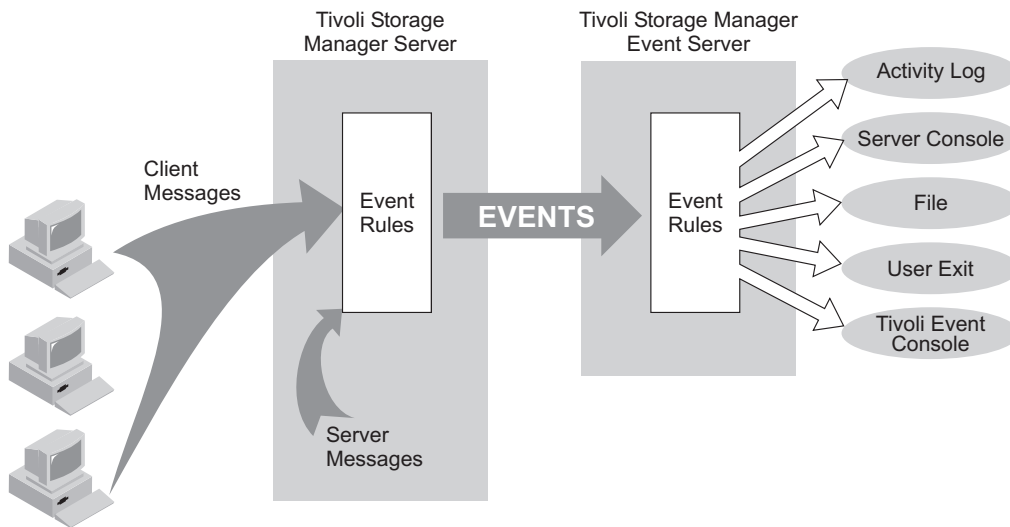 Tivoli Storage
Manager Server
Tivoli Storage Manager
Event Server
Client
Messages
Event
Rules
EVENTS
Event
Rules
Server
Messages
Activity Log
Server Console
File
User Exit
Tivoli Event
Console